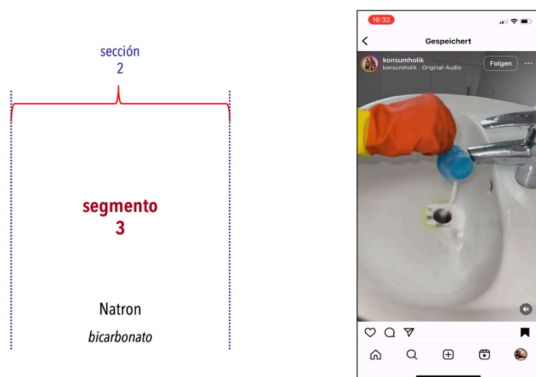 sección
2
segmento
3
Natron
bicarbonato
16:32
Gespeichert
konsumholik
konsumholik · Original-Audio
Folgen